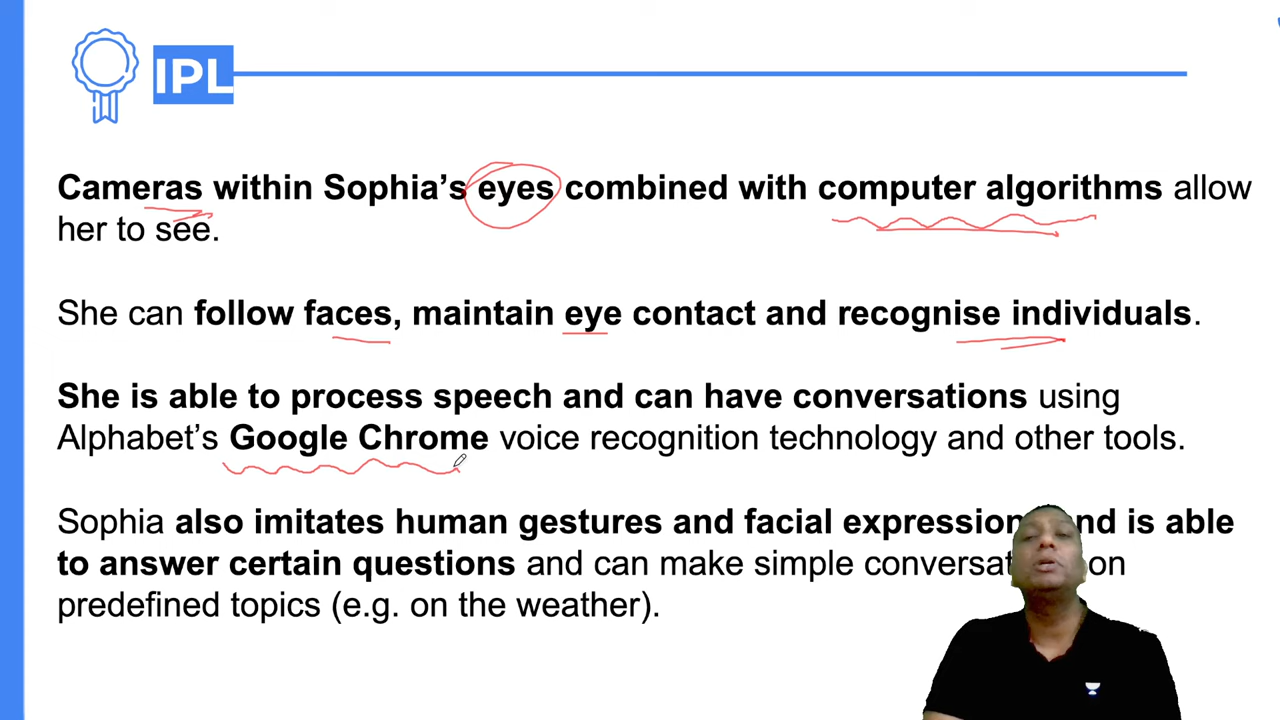 IPL
Cameras within Sophia's eyes combined with computer algorithms allow
her to see.
She can follow faces, maintain eye contact and recognise individuals.
She is able to process speech and can have conversations using
Alphabet's Google Chrome voice recognition technology and other tools.
Sophia also imitates human gestures and facial expression nd is able
to answer certain questions and can make simple conversat on
predefined topics (e.g. on the weather).